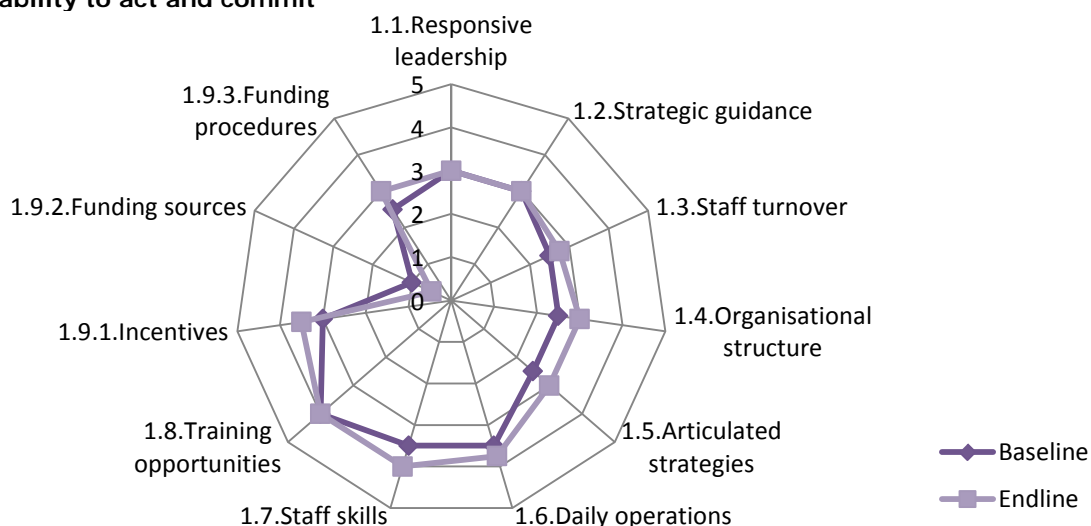 ability to act and commit
1.1.Responsive
leadership
1.2.Strategic guidance
1.3.Staff turnover
1.4.Organisational
structure
1.5.Articulated
strategies
1.6.Daily operations
1.7.Staff skills
1.8.Training
opportunities
1.9.1.Incentives
1.9.2.Funding sources
1.9.3.Funding
procedures
5
4
3
2
1
0
Baseline
Endline